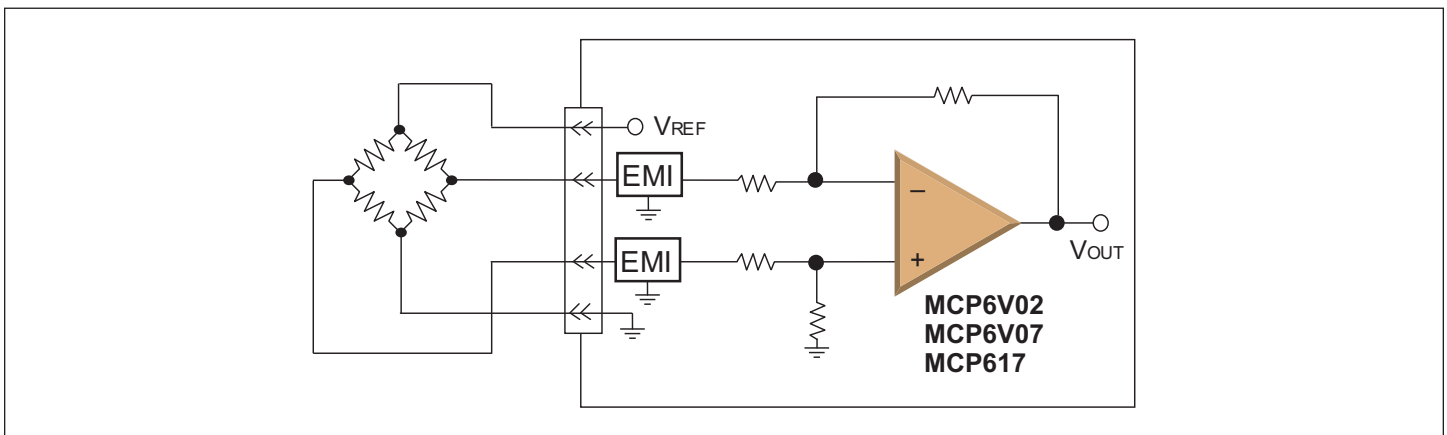 VREF
EMI
−
EMI
+
VOUT
MCP6V02
MCP6V07
MCP617